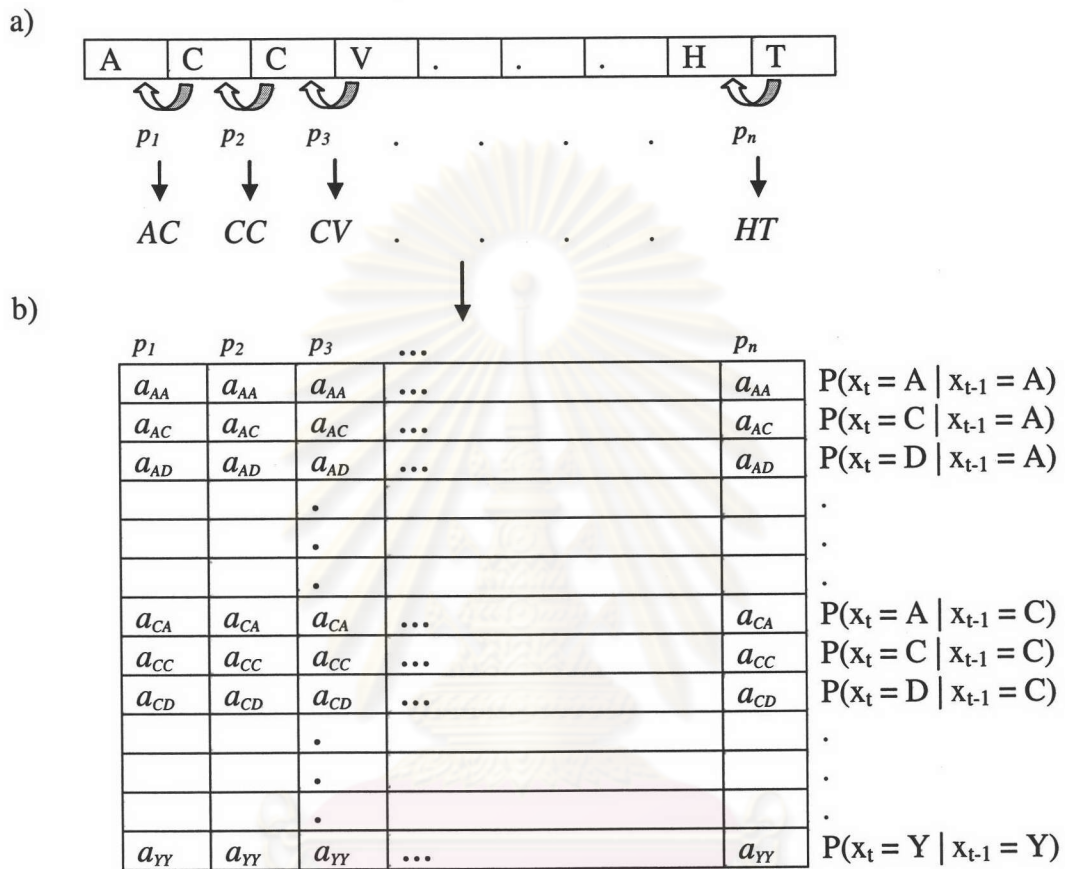 a)
A C C V . . . H T
p1 p2 p3 . . . . pn
AC CC CV . . . . HT
b)
p1 p2 p3 ... pn
aAA aAA aAA ... aAA P(xt = A | xt-1 = A)
aAC aAC aAC ... aAC P(xt = C | xt-1 = A)
aAD aAD aAD ... aAD P(xt = D | xt-1 = A)
. .
. .
. .
aCA aCA aCA ... aCA P(xt = A | xt-1 = C)
aCC aCC aCC ... aCC P(xt = C | xt-1 = C)
aCD aCD aCD ... aCD P(xt = D | xt-1 = C)
. .
. .
. .
aYY aYY aYY ... aYY P(xt = Y | xt-1 = Y)